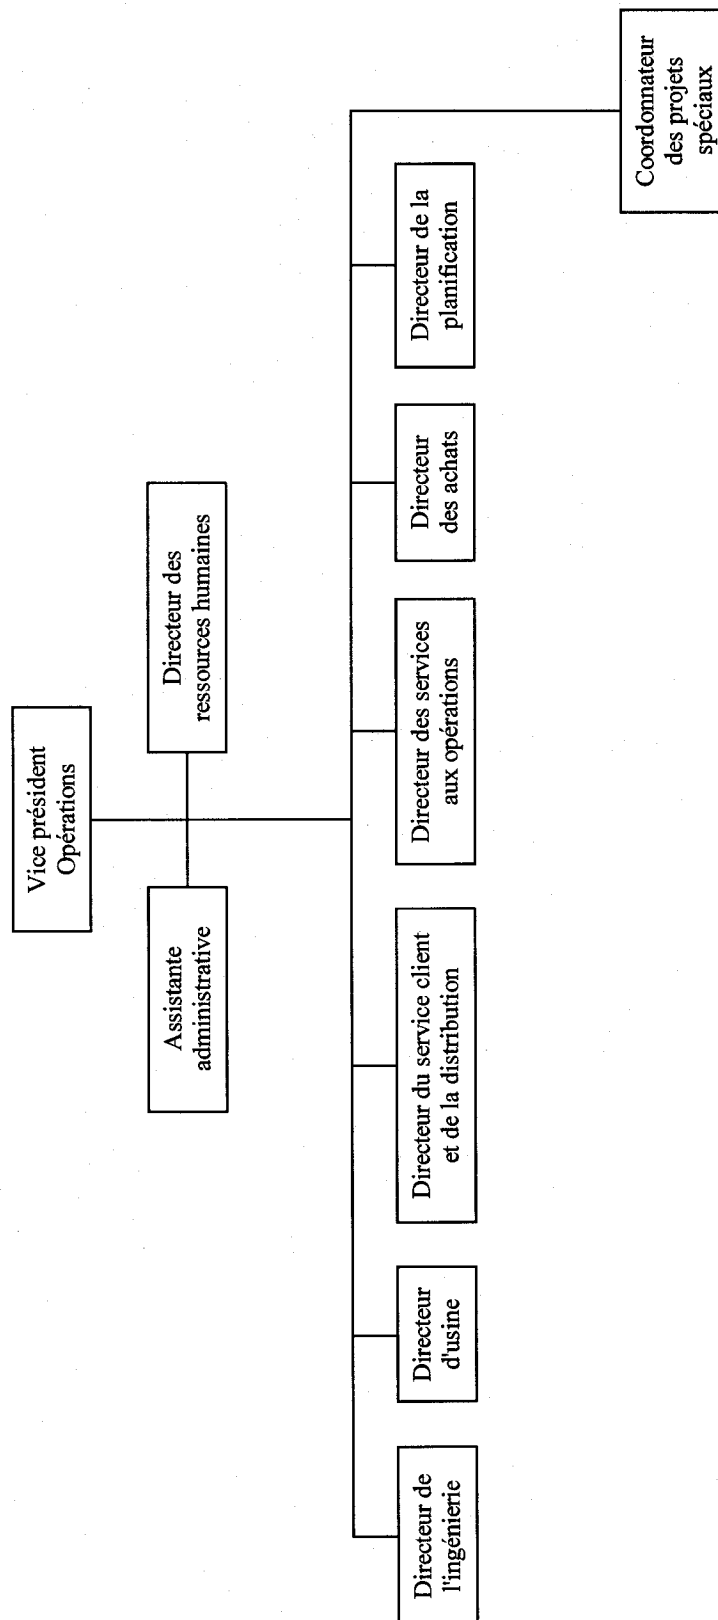 Vice président
Opérations
Assistante
administrative
Directeur des
ressources humaines
Directeur de
l'ingénierie
Directeur
d'usine
Directeur du service client
et de la distribution
Directeur des services
aux opérations
Directeur
des achats
Directeur de la
planification
Coordonnateur
des projets
spéciaux